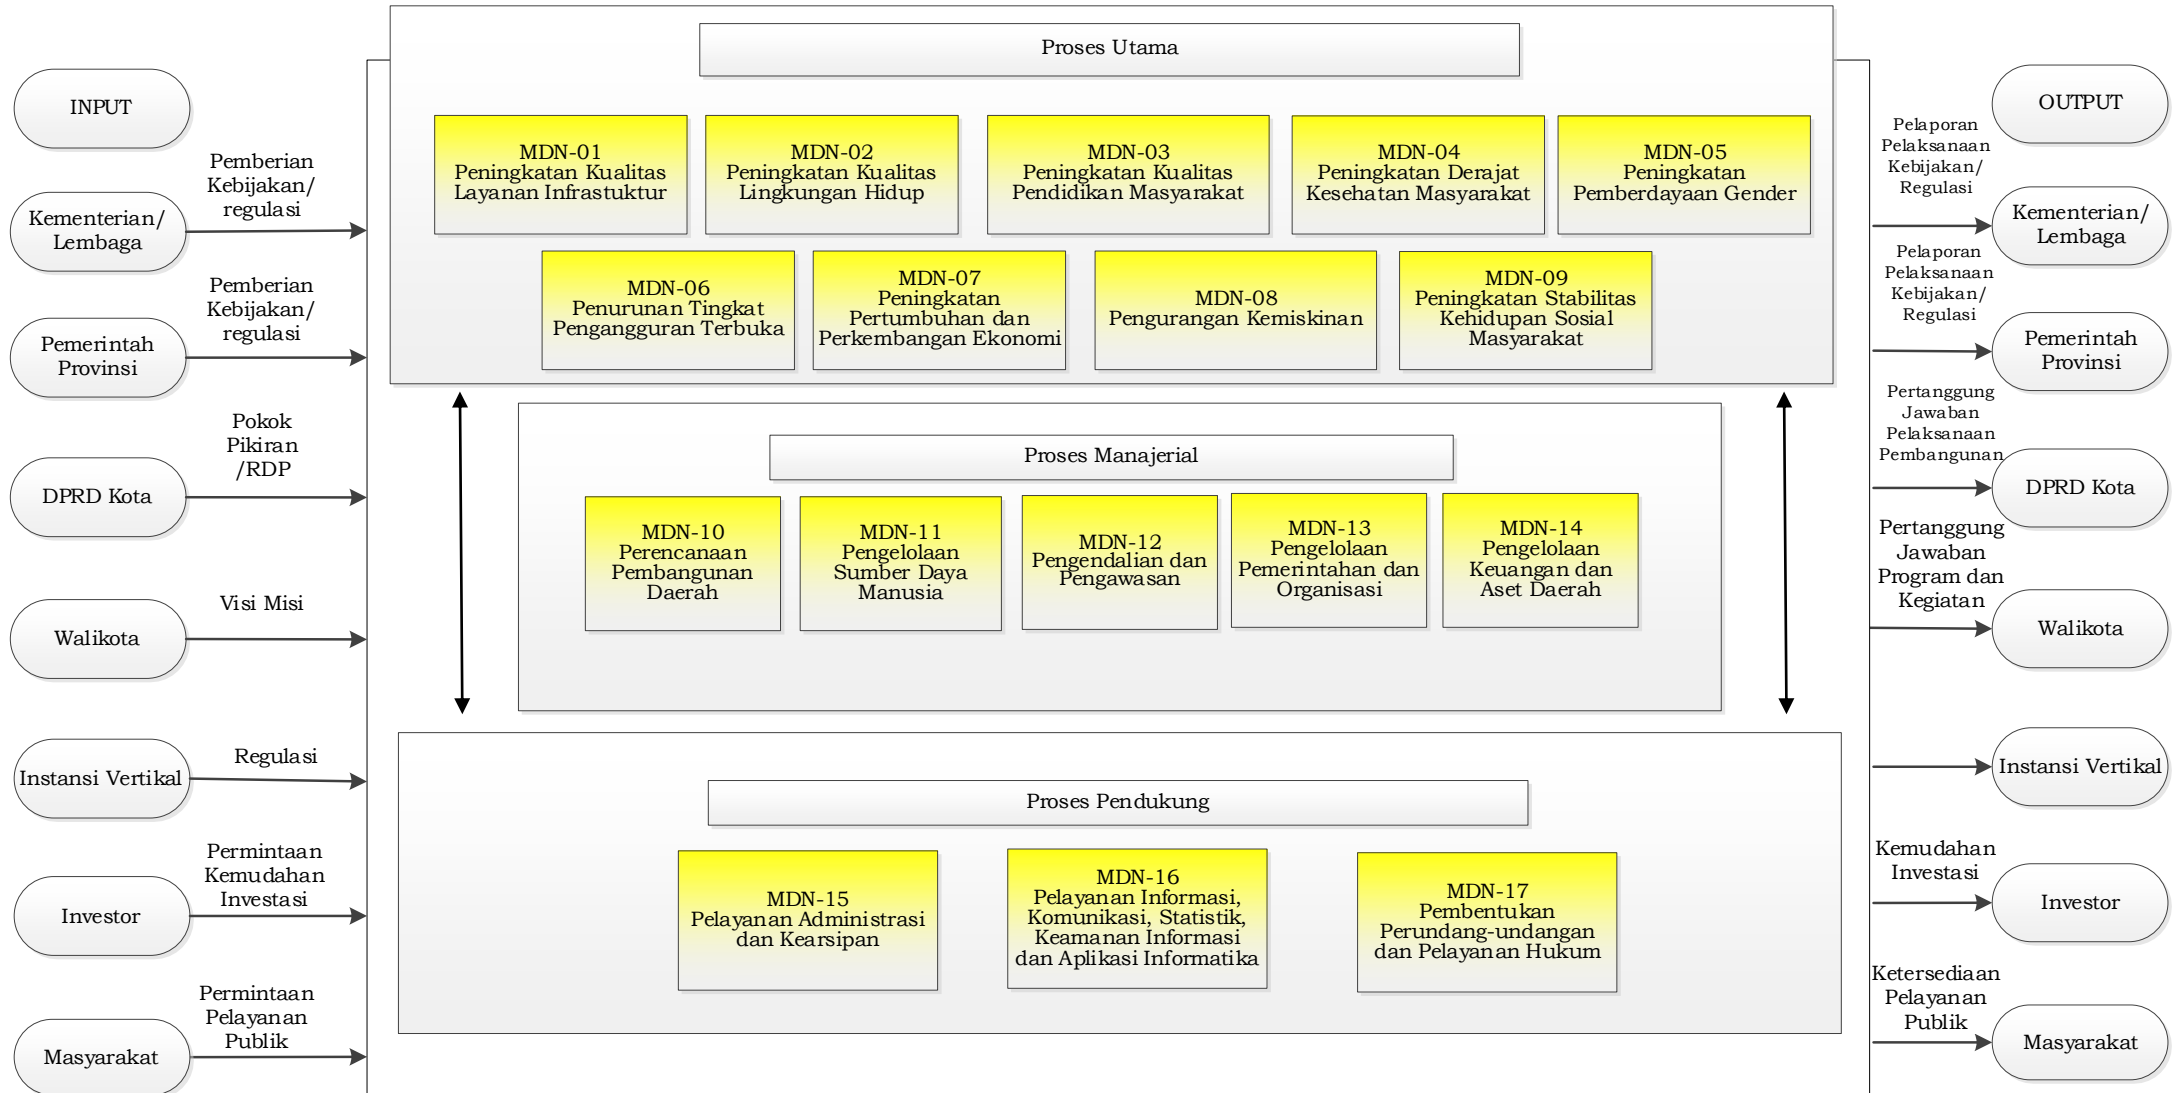 INPUT
Pemberian
Kebijakan/
regulasi
Kementerian/
Lembaga
Pemberian
Kebijakan/
regulasi
Pemerintah
Provinsi
Pokok
Pikiran
/RDP
DPRD Kota
Visi Misi
Walikota
Regulasi
Instansi Vertikal
Permintaan
Kemudahan
Investasi
Investor
Permintaan
Pelayanan
Publik
Masyarakat
Proses Utama
MDN-01
Peningkatan Kualitas
Layanan Infrastuktur
MDN-02
Peningkatan Kualitas
Lingkungan Hidup
MDN-03
Peningkatan Kualitas
Pendidikan Masyarakat
MDN-04
Peningkatan Derajat
Kesehatan Masyarakat
MDN-05
Peningkatan
Pemberdayaan Gender
MDN-06
Penurunan Tingkat
Pengangguran Terbuka
MDN-07
Peningkatan
Pertumbuhan dan
Perkembangan Ekonomi
MDN-08
Pengurangan Kemiskinan
MDN-09
Peningkatan Stabilitas
Kehidupan Sosial
Masyarakat
Proses Manajerial
MDN-10
Perencanaan
Pembangunan
Daerah
MDN-11
Pengelolaan
Sumber Daya
Manusia
MDN-12
Pengendalian dan
Pengawasan
MDN-13
Pengelolaan
Pemerintahan dan
Organisasi
MDN-14
Pengelolaan
Keuangan dan
Aset Daerah
Proses Pendukung
MDN-15
Pelayanan Administrasi
dan Kearsipan
MDN-16
Pelayanan Informasi,
Komunikasi, Statistik,
Keamanan Informasi
dan Aplikasi Informatika
MDN-17
Pembentukan
Perundang-undangan
dan Pelayanan Hukum
OUTPUT
Pelaporan
Pelaksanaan
Kebijakan/
Regulasi
Kementerian/
Lembaga
Pelaporan
Pelaksanaan
Kebijakan/
Regulasi
Pemerintah
Provinsi
Pertanggung
Jawaban
Pelaksanaan
Pembangunan
DPRD Kota
Pertanggung
Jawaban
Program dan
Kegiatan
Walikota
Instansi Vertikal
Kemudahan
Investasi
Investor
Ketersediaan
Pelayanan
Publik
Masyarakat